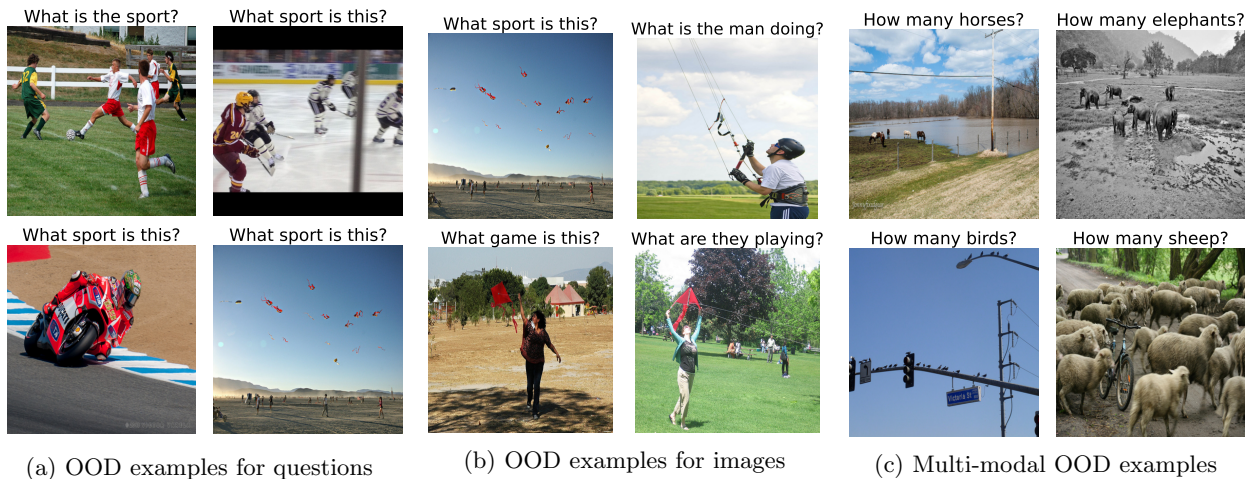 What is the sport?
What sport is this?
What sport is this?
What is the man doing?
How many horses?
How many elephants?
24
What sport is this?
What sport is this?
What game is this?
What are they playing?
How many birds?
How many sheep?
Victoria St
(a) OOD examples for questions
(b) OOD examples for images
(c) Multi-modal OOD examples